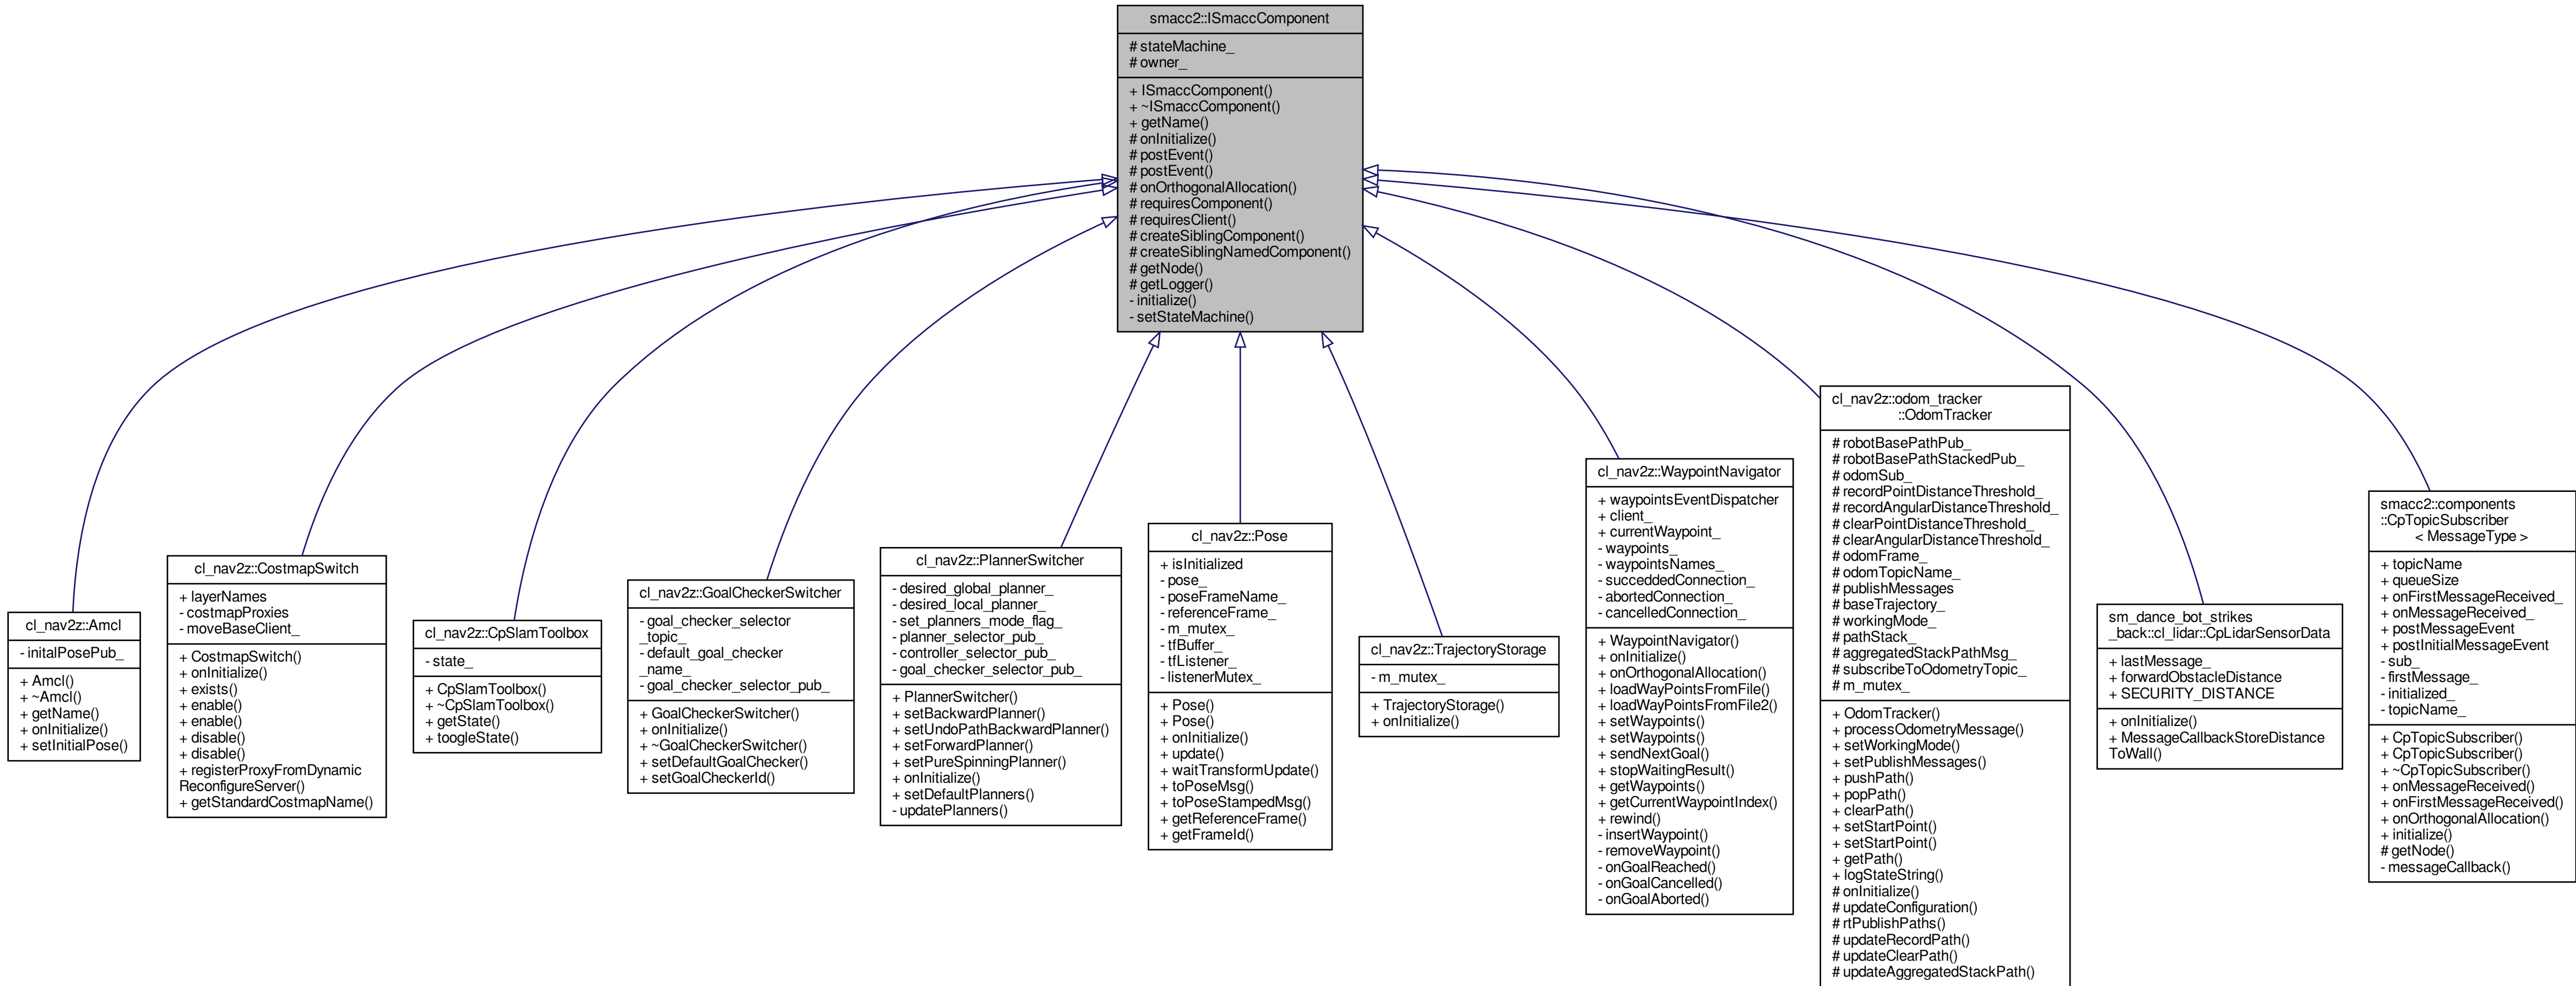 smacc2::ISmaccComponent
# stateMachine_
# owner_
+ ISmaccComponent()
+ ~ISmaccComponent()
+ getName()
# onInitialize()
# postEvent()
# postEvent()
# onOrthogonalAllocation()
# requiresComponent()
# requiresClient()
# createSiblingComponent()
# createSiblingNamedComponent()
# getNode()
# getLogger()
- initialize()
- setStateMachine()
cl_nav2z::Amcl
- initalPosePub_
+ Amcl()
+ ~Amcl()
+ getName()
+ onInitialize()
+ setInitialPose()
cl_nav2z::CostmapSwitch
+ layerNames
- costmapProxies
- moveBaseClient_
+ CostmapSwitch()
+ onInitialize()
+ exists()
+ enable()
+ enable()
+ disable()
+ disable()
+ registerProxyFromDynamic
ReconfigureServer()
+ getStandardCostmapName()
cl_nav2z::CpSlamToolbox
- state_
+ CpSlamToolbox()
+ ~CpSlamToolbox()
+ getState()
+ toogleState()
cl_nav2z::GoalCheckerSwitcher
- goal_checker_selector
_topic_
- default_goal_checker
_name_
- goal_checker_selector_pub_
+ GoalCheckerSwitcher()
+ onInitialize()
+ ~GoalCheckerSwitcher()
+ setDefaultGoalChecker()
+ setGoalCheckerId()
cl_nav2z::PlannerSwitcher
- desired_global_planner_
- desired_local_planner_
- set_planners_mode_flag_
- planner_selector_pub_
- controller_selector_pub_
- goal_checker_selector_pub_
+ PlannerSwitcher()
+ setBackwardPlanner()
+ setUndoPathBackwardPlanner()
+ setForwardPlanner()
+ setPureSpinningPlanner()
+ onInitialize()
+ setDefaultPlanners()
- updatePlanners()
cl_nav2z::Pose
+ isInitialized
- pose_
- poseFrameName_
- referenceFrame_
- m_mutex_
- tfBuffer_
- tfListener_
- listenerMutex_
+ Pose()
+ Pose()
+ onInitialize()
+ update()
+ waitTransformUpdate()
+ toPoseMsg()
+ toPoseStampedMsg()
+ getReferenceFrame()
+ getFrameId()
cl_nav2z::TrajectoryStorage
- m_mutex_
+ TrajectoryStorage()
+ onInitialize()
cl_nav2z::WaypointNavigator
+ waypointsEventDispatcher
+ client_
+ currentWaypoint_
- waypoints_
- waypointsNames_
- succeddedConnection_
- abortedConnection_
- cancelledConnection_
+ WaypointNavigator()
+ onInitialize()
+ onOrthogonalAllocation()
+ loadWayPointsFromFile()
+ loadWayPointsFromFile2()
+ setWaypoints()
+ setWaypoints()
+ sendNextGoal()
+ stopWaitingResult()
+ getWaypoints()
+ getCurrentWaypointIndex()
+ rewind()
- insertWaypoint()
- removeWaypoint()
- onGoalReached()
- onGoalCancelled()
- onGoalAborted()
cl_nav2z::odom_tracker
::OdomTracker
# robotBasePathPub_
# robotBasePathStackedPub_
# odomSub_
# recordPointDistanceThreshold_
# recordAngularDistanceThreshold_
# clearPointDistanceThreshold_
# clearAngularDistanceThreshold_
# odomFrame_
# odomTopicName_
# publishMessages
# baseTrajectory_
# workingMode_
# pathStack_
# aggregatedStackPathMsg_
# subscribeToOdometryTopic_
# m_mutex_
+ OdomTracker()
+ processOdometryMessage()
+ setWorkingMode()
+ setPublishMessages()
+ pushPath()
+ popPath()
+ clearPath()
+ setStartPoint()
+ setStartPoint()
+ getPath()
+ logStateString()
# onInitialize()
# updateConfiguration()
# rtPublishPaths()
# updateRecordPath()
# updateClearPath()
# updateAggregatedStackPath()
sm_dance_bot_strikes
_back::cl_lidar::CpLidarSensorData
+ lastMessage_
+ forwardObstacleDistance
+ SECURITY_DISTANCE
+ onInitialize()
+ MessageCallbackStoreDistance
ToWall()
smacc2::components
::CpTopicSubscriber
< MessageType >
+ topicName
+ queueSize
+ onFirstMessageReceived_
+ onMessageReceived_
+ postMessageEvent
+ postInitialMessageEvent
- sub_
- firstMessage_
- initialized_
- topicName_
+ CpTopicSubscriber()
+ CpTopicSubscriber()
+ ~CpTopicSubscriber()
+ onMessageReceived()
+ onFirstMessageReceived()
+ onOrthogonalAllocation()
+ initialize()
# getNode()
- messageCallback()